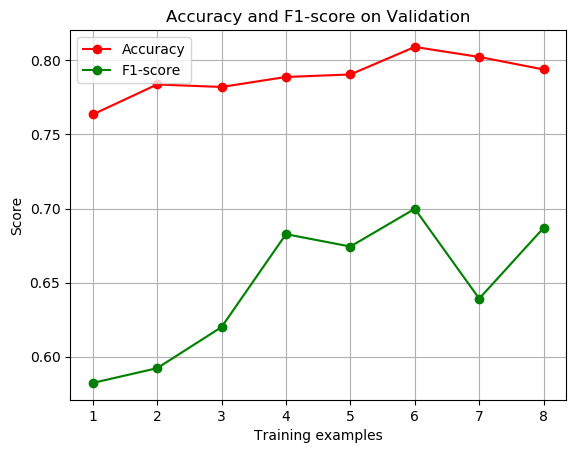 Accuracy and F1-score on Validation
Accuracy
F1-score
0.80
0.75
0.70
0.65
0.60
Score
1 2 3 4 5 6 7 8
Training examples